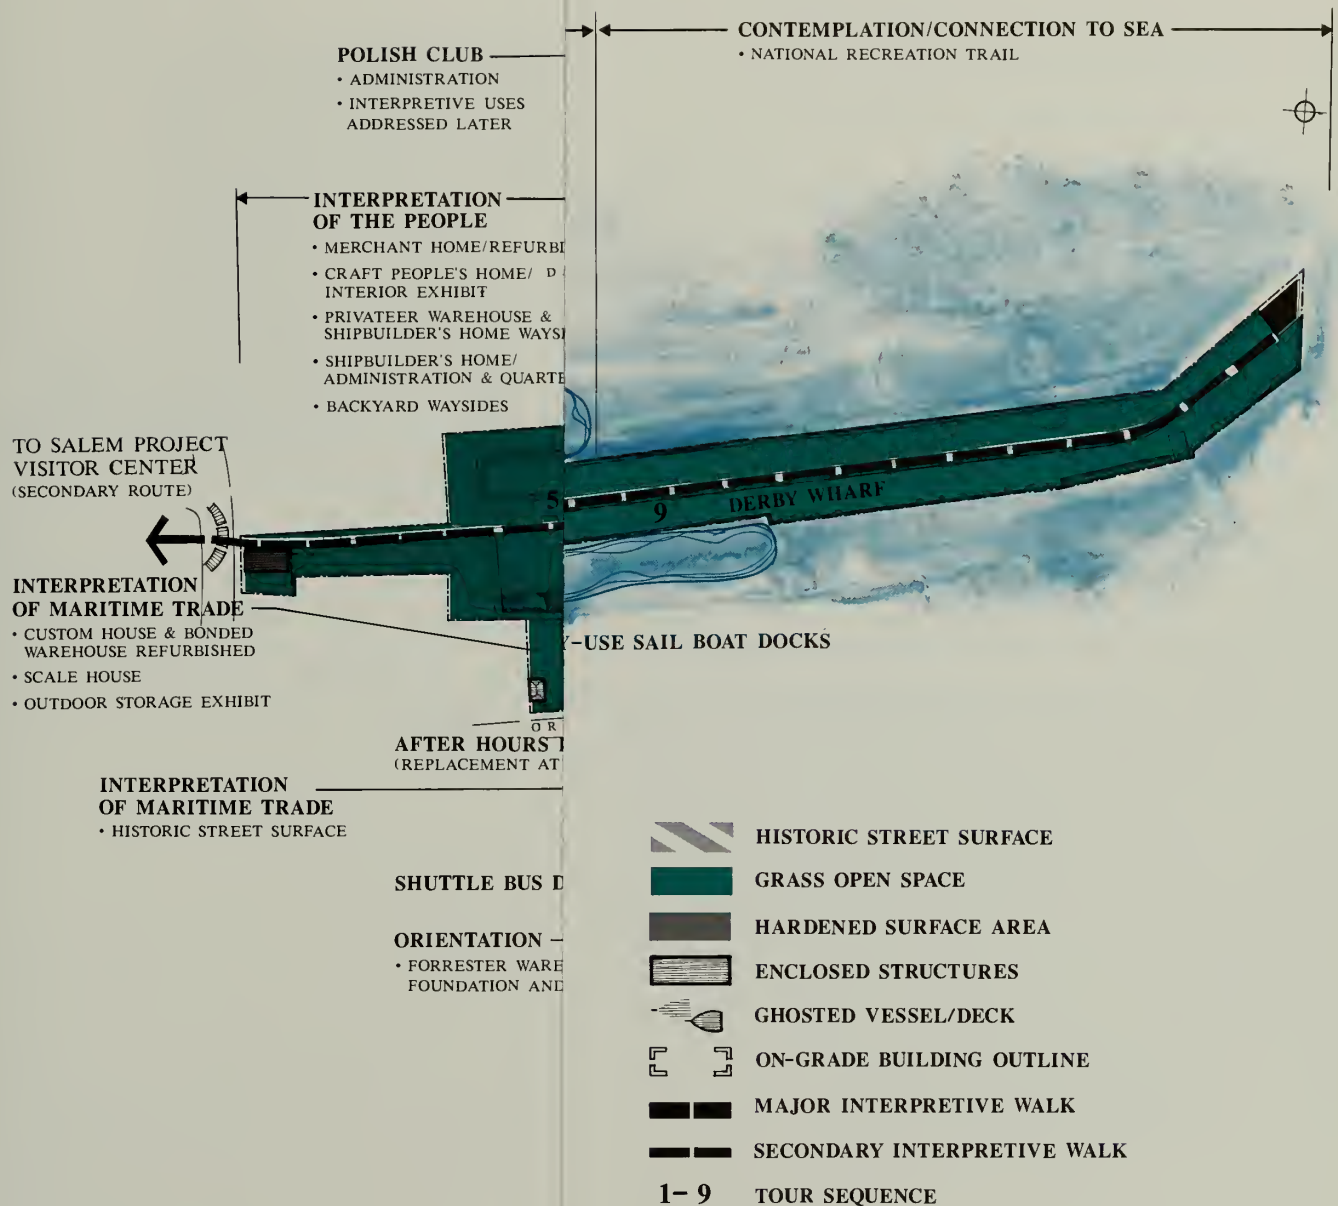 CONTEMPLATION/CONNECTION TO SEA
• NATIONAL RECREATION TRAIL
POLISH CLUB
• ADMINISTRATION
• INTERPRETIVE USES
ADDRESSED LATER
INTERPRETATION
OF THE PEOPLE
• MERCHANT HOME/REFURBI
• CRAFT PEOPLE'S HOME/ D
INTERIOR EXHIBIT
• PRIVATEER WAREHOUSE &
SHIPBUILDER'S HOME WAYSI
• SHIPBUILDER'S HOME/
ADMINISTRATION & QUARTE
• BACKYARD WAYSIDES
TO SALEM PROJECT
VISITOR CENTER
(SECONDARY ROUTE)
5
9
DERBY WHARF
INTERPRETATION
OF MARITIME TRADE
• CUSTOM HOUSE & BONDED
WAREHOUSE REFURBISHED
• SCALE HOUSE
• OUTDOOR STORAGE EXHIBIT
Y-USE SAIL BOAT DOCKS
OR
AFTER HOURS
(REPLACEMENT AT
INTERPRETATION
OF MARITIME TRADE
• HISTORIC STREET SURFACE
SHUTTLE BUS D
ORIENTATION
• FORRESTER WARE
FOUNDATION AND
HISTORIC STREET SURFACE
GRASS OPEN SPACE
HARDENED SURFACE AREA
ENCLOSED STRUCTURES
GHOSTED VESSEL/DECK
ON-GRADE BUILDING OUTLINE
MAJOR INTERPRETIVE WALK
SECONDARY INTERPRETIVE WALK
1-9 TOUR SEQUENCE